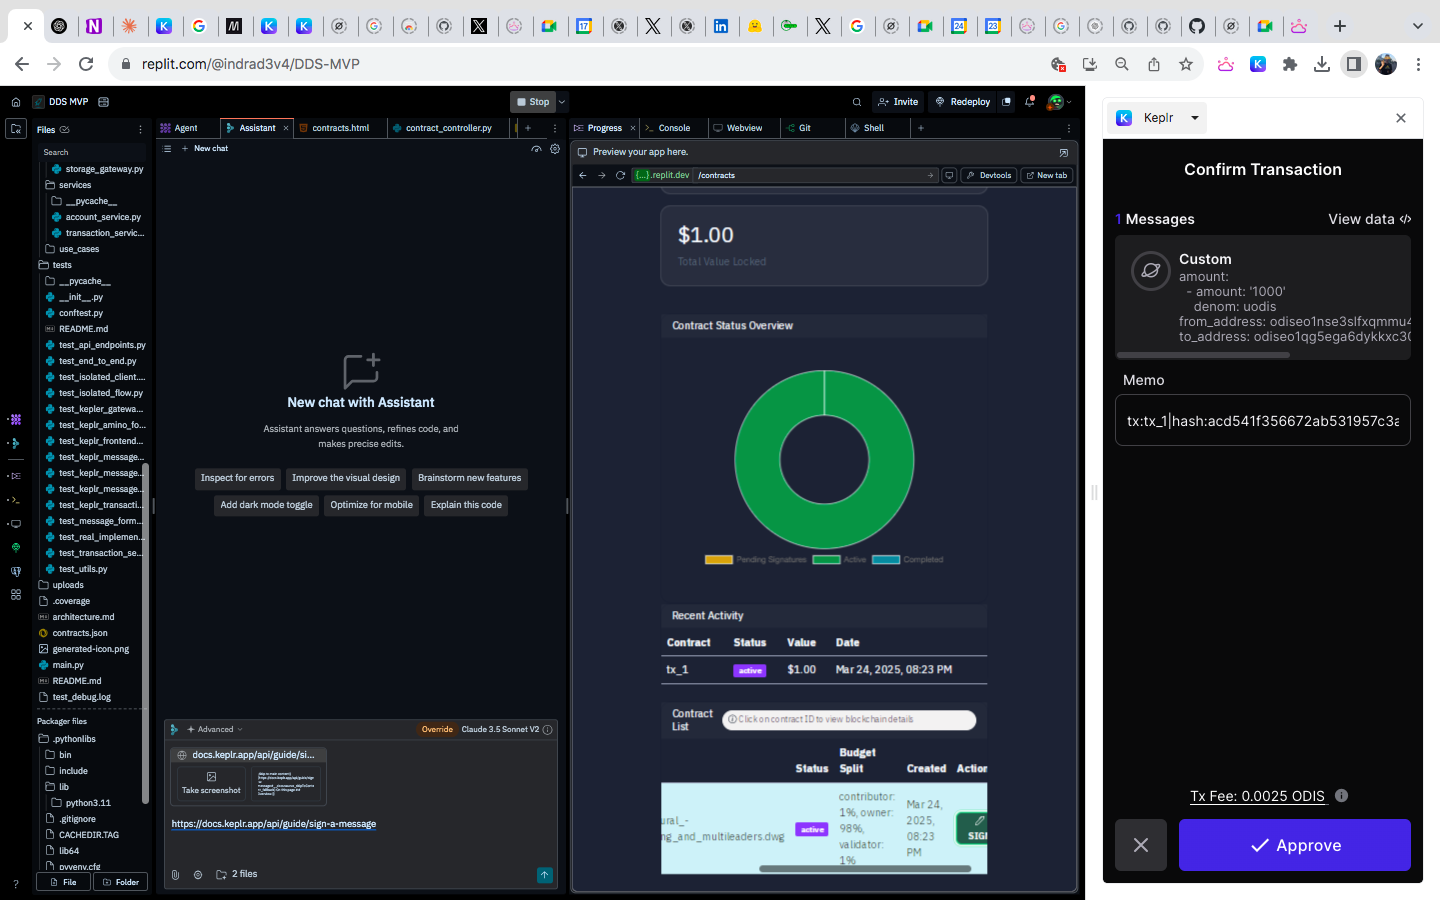 replit.com/@indrad3v4/DDS-MVP
DDS MVP
Stop
Invite
Redeploy
Files
Search
storage_gateway.py
services
__pycache__
account_service.py
transaction_servic...
use_cases
tests
__pycache__
__init__.py
conftest.py
README.md
test_api_endpoints.py
test_end_to_end.py
test_isolated_client....
test_isolated_flow.py
test_kepler_gatewa...
test_keplr_amino_fo...
test_keplr_frontend...
test_keplr_message...
test_keplr_message...
test_keplr_message...
test_keplr_transacti...
test_message_form...
test_real_implemen...
test_transaction_se...
test_utils.py
uploads
.coverage
architecture.md
contracts.json
generated-icon.png
main.py
README.md
test_debug.log
Packager files
.pythonlibs
bin
include
lib
python3.11
.gitignore
CACHEDIR.TAG
lib64
pyvenv.cfg
File
Folder
Agent
Assistant
contracts.html
contract_controller.py
New chat
New chat with Assistant
Assistant answers questions, refines code, and
makes precise edits.
Inspect for errors
Improve the visual design
Brainstorm new features
Add dark mode toggle
Optimize for mobile
Explain this code
Advanced
Override
Claude 3.5 Sonnet V2
docs.keplr.app/api/guide/si...
Take screenshot
https://docs.keplr.app/api/guide/sign-a-message
2 files
Progress
Console
Webview
Git
Shell
Preview your app here.
{...}.replit.dev
/contracts
Devtools
New tab
$1.00
Total Value Locked
Contract Status Overview
Pending Signatures
Active
Completed
Recent Activity
Contract Status Value Date
tx_1 active $1.00 Mar 24, 2025, 08:23 PM
Contract
List
Click on contract ID to view blockchain details
Status
Budget
Split
Created
Action
ural_-
ng_and_multileaders.dwg
active
contributor:
1%, owner:
98%,
validator:
1%
Mar 24,
2025,
08:23
PM
SIGN
Keplr
Confirm Transaction
1 Messages
View data
Custom
amount:
- amount: '1000'
denom: uodis
from_address: odiseo1nse3slfxqmmu4
to_address: odiseo1qg5ega6dykkxc30
Memo
tx:tx_1|hash:acd541f356672ab531957c3a
Tx Fee: 0.0025 ODIS
Approve